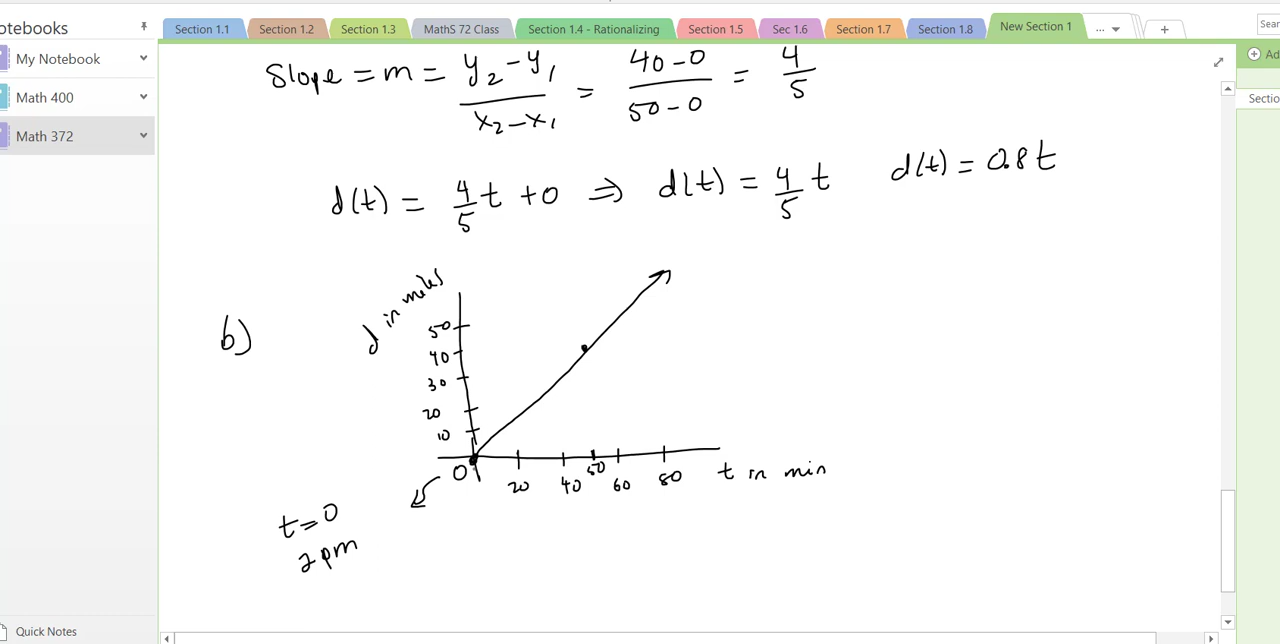 otebooks
Section 1.1 Section 1.2 Section 1.3 MathS 72 Class Section 1.4 - Rationalizing Section 1.5 Sec 1.6 Section 1.7 Section 1.8 New Section 1 ... +
Sear
My Notebook
Math 400
Math 372
Ad
Sectio
Slope = m = y₂-y₁/x₂-x₁ = 40-0/50-0 = 4/5
d(t) = 4/5 t + 0 ⇒ d(t) = 4/5 t d(t) = 0.8t
b)
d in miles
50
40
30
20
10
0
20 40 50 60 80 t in min
t=0
2pm
Quick Notes